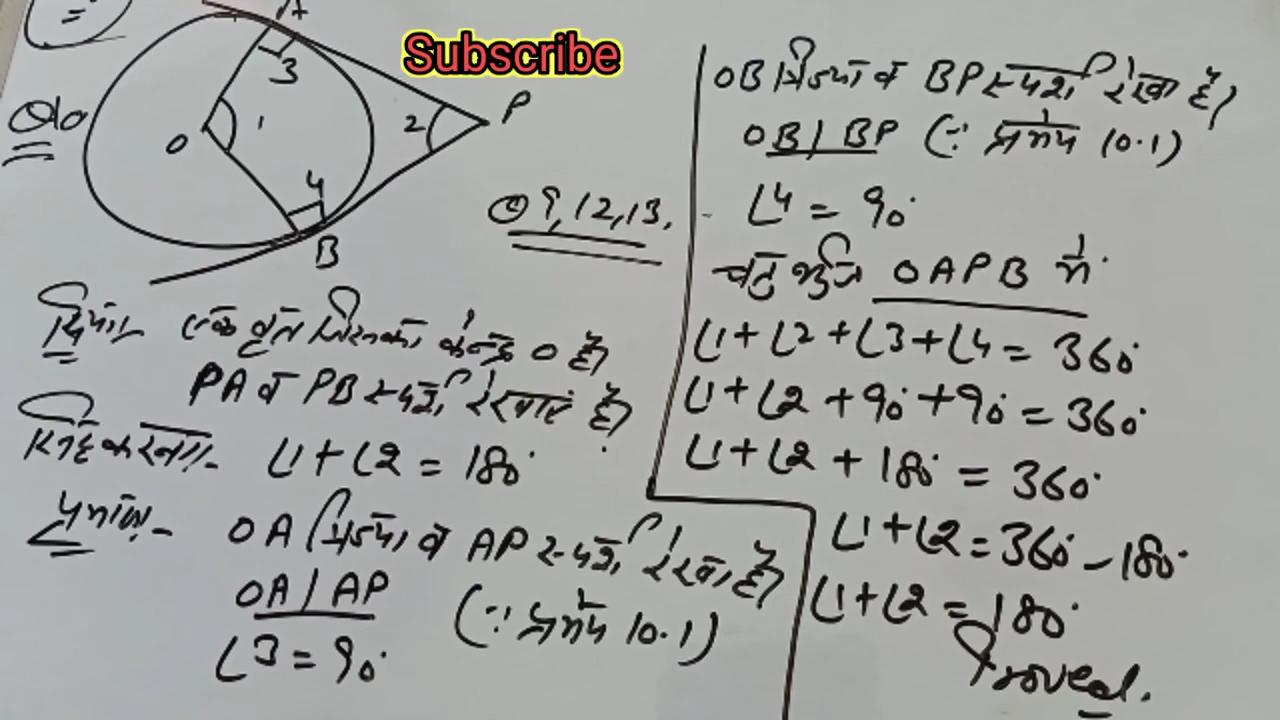 =
A
Subscribe
3
Q10
O
1
2
P
4
B
9, 12, 13.
दिया- एक वृत जिसका केन्द्र O है।
PA व PB स्पर्श रेखाएं है।
सिद्ध करना- ∠1 + ∠2 = 180°
प्रमाण- OA त्रिज्या व AP स्पर्श रेखा है।
OA⊥AP (∵ प्रमेय 10.1)
∠3 = 90°
OB त्रिज्या व BP स्पर्श रेखा है।
OB⊥BP (∵ प्रमेय 10.1)
∠4 = 90°
चतुर्भुज OAPB में
∠1 + ∠2 + ∠3 + ∠4 = 360°
∠1 + ∠2 + 90° + 90° = 360°
∠1 + ∠2 + 180° = 360°
∠1 + ∠2 = 360° - 180°
∠1 + ∠2 = 180°
Proved.